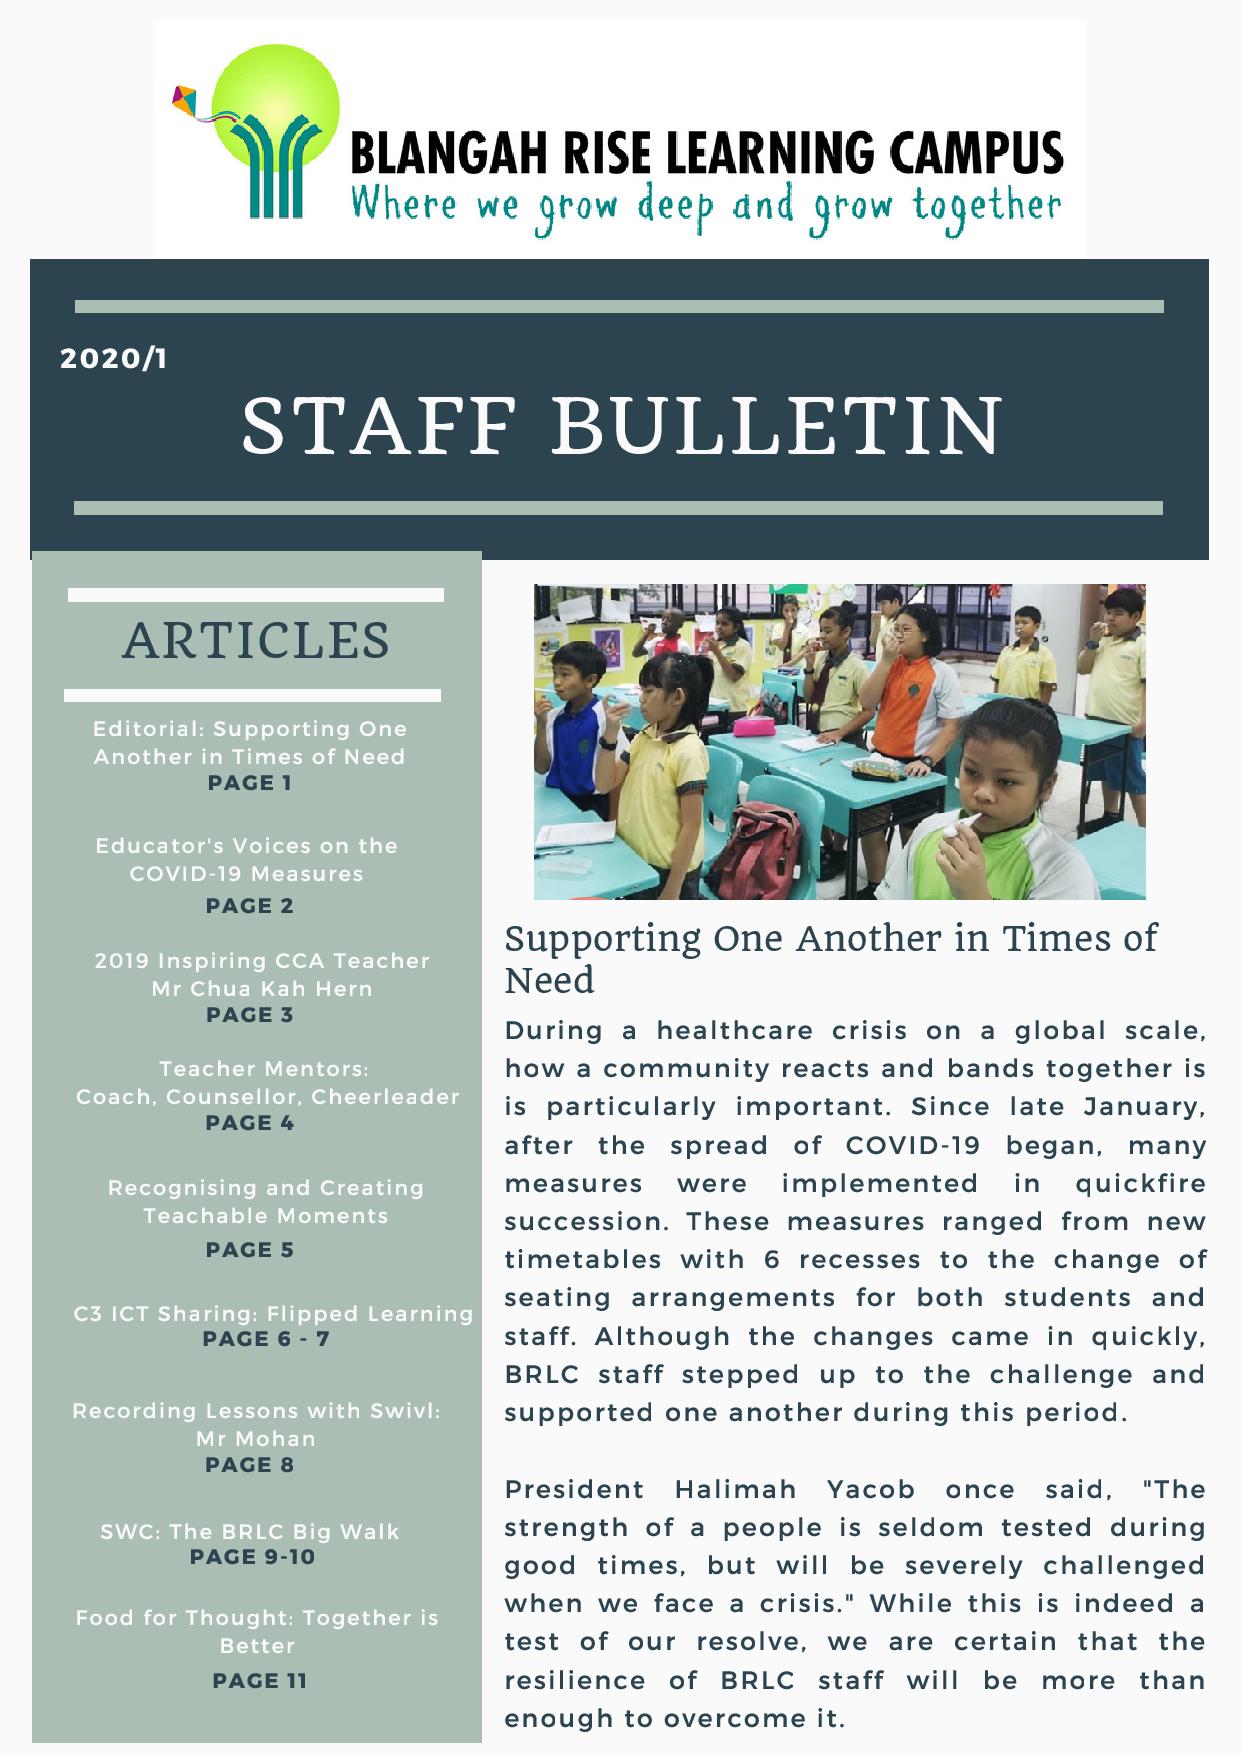 BLANGAH RISE LEARNING CAMPUS
Where we grow deep and grow together
2020/1
STAFF BULLETIN
ARTICLES
Editorial: Supporting One
Another in Times of Need
PAGE 1
Educator's Voices on the
COVID-19 Measures
PAGE 2
2019 Inspiring CCA Teacher
Mr Chua Kah Hern
PAGE 3
Teacher Mentors:
Coach, Counsellor, Cheerleader
PAGE 4
Recognising and Creating
Teachable Moments
PAGE 5
C3 ICT Sharing: Flipped Learning
PAGE 6 - 7
Recording Lessons with Swivl:
Mr Mohan
PAGE 8
SWC: The BRLC Big Walk
PAGE 9-10
Food for Thought: Together is
Better
PAGE 11
Supporting One Another in Times of
Need
During a healthcare crisis on a global scale,
how a community reacts and bands together is
is particularly important. Since late January,
after the spread of COVID-19 began, many
measures were implemented in quickfire
succession. These measures ranged from new
timetables with 6 recesses to the change of
seating arrangements for both students and
staff. Although the changes came in quickly,
BRLC staff stepped up to the challenge and
supported one another during this period.
President Halimah Yacob once said, "The
strength of a people is seldom tested during
good times, but will be severely challenged
when we face a crisis." While this is indeed a
test of our resolve, we are certain that the
resilience of BRLC staff will be more than
enough to overcome it.